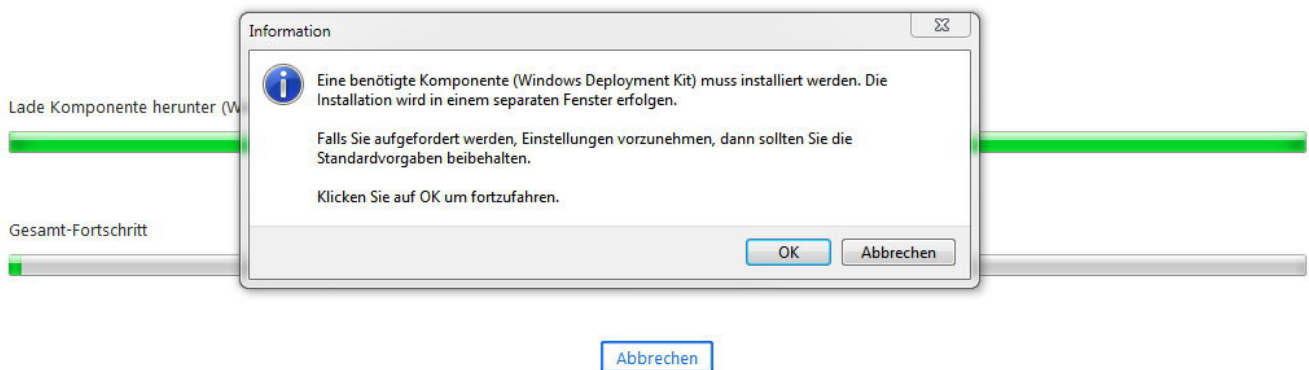 Information
Eine benötigte Komponente (Windows Deployment Kit) muss installiert werden. Die
Installation wird in einem separaten Fenster erfolgen.
Falls Sie aufgefordert werden, Einstellungen vorzunehmen, dann sollten Sie die
Standardvorgaben beibehalten.
Klicken Sie auf OK um fortzufahren.
OK
Abbrechen
Lade Komponente herunter (W
Gesamt-Fortschritt
Abbrechen